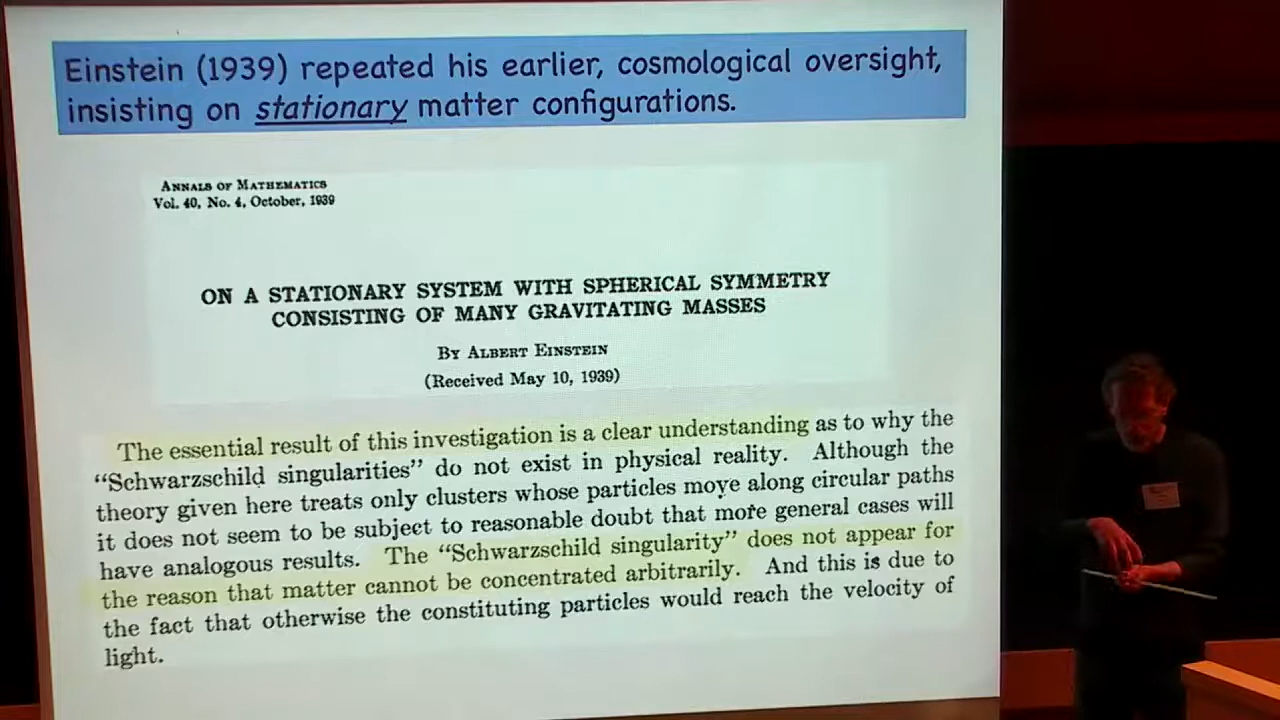 Einstein (1939) repeated his earlier, cosmological oversight,
insisting on stationary matter configurations.
ANNALS OF MATHEMATICS
Vol. 40, No. 4, October, 1939
ON A STATIONARY SYSTEM WITH SPHERICAL SYMMETRY
CONSISTING OF MANY GRAVITATING MASSES
BY ALBERT EINSTEIN
(Received May 10, 1939)
The essential result of this investigation is a clear understanding as to why the
“Schwarzschild singularities” do not exist in physical reality. Although the
theory given here treats only clusters whose particles move along circular paths
it does not seem to be subject to reasonable doubt that more general cases will
have analogous results. The “Schwarzschild singularity” does not appear for
the reason that matter cannot be concentrated arbitrarily. And this is due to
the fact that otherwise the constituting particles would reach the velocity of
light.